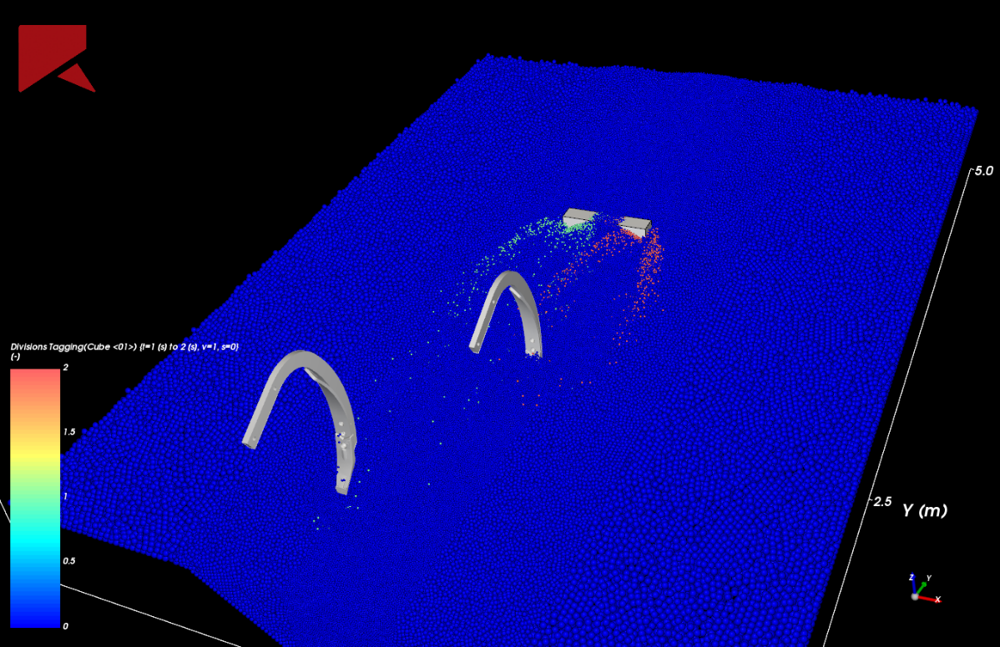 5.0
Divisions Tagging(Cube <01>) {t=1 (s) to 2 (s), v=1, s=0}
(-)
2
1.5
1
0.5
0
2.5
Y (m)
Z
Y
X